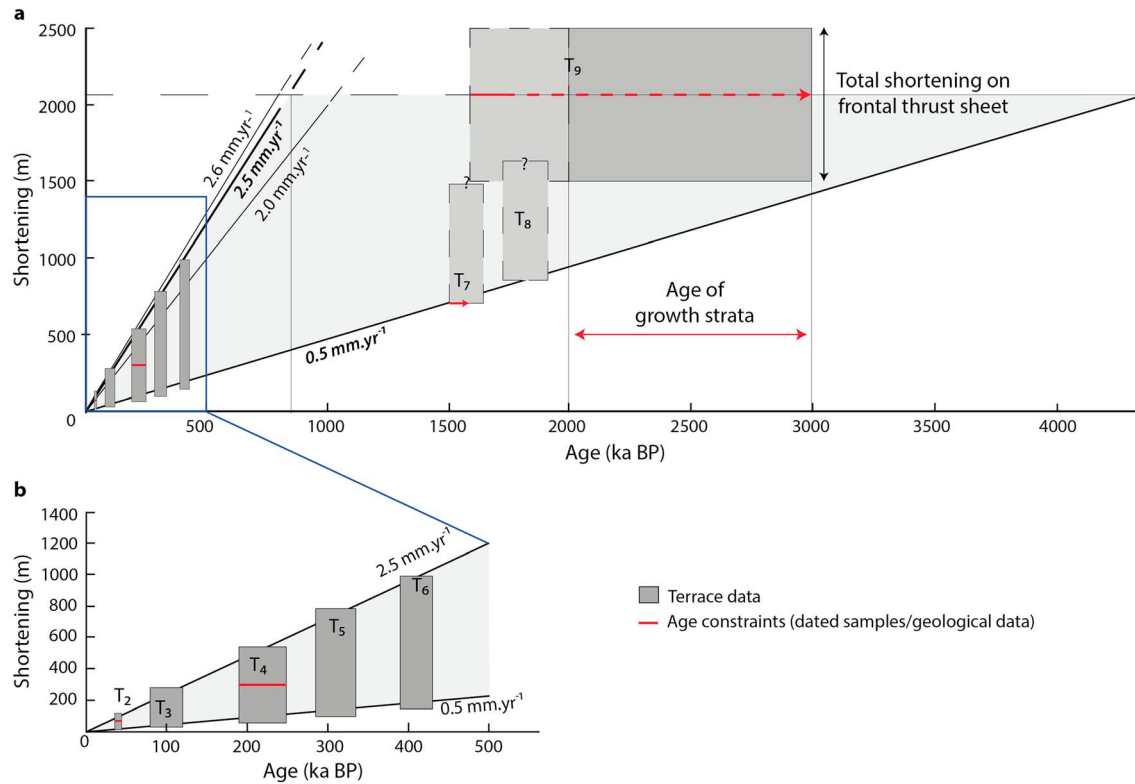 a
2500
2000
1500
1000
500
0
Shortening (m)
2.6 mm.yr-¹
2.5 mm.yr⁻¹
2.0 mm.yr-¹
0.5 mm.yr⁻¹
T₉
?
?
T₈
T₇
Total shortening on
frontal thrust sheet
Age of
growth strata
500
1000
1500
2000
2500
3000
3500
4000
Age (ka BP)
b
1400
1200
1000
800
600
400
200
0
Shortening (m)
2.5 mm.yr⁻¹
0.5 mm.yr⁻¹
T₂
T₃
T₄
T₅
T₆
100
200
300
400
500
Age (ka BP)
Terrace data
Age constraints (dated samples/geological data)